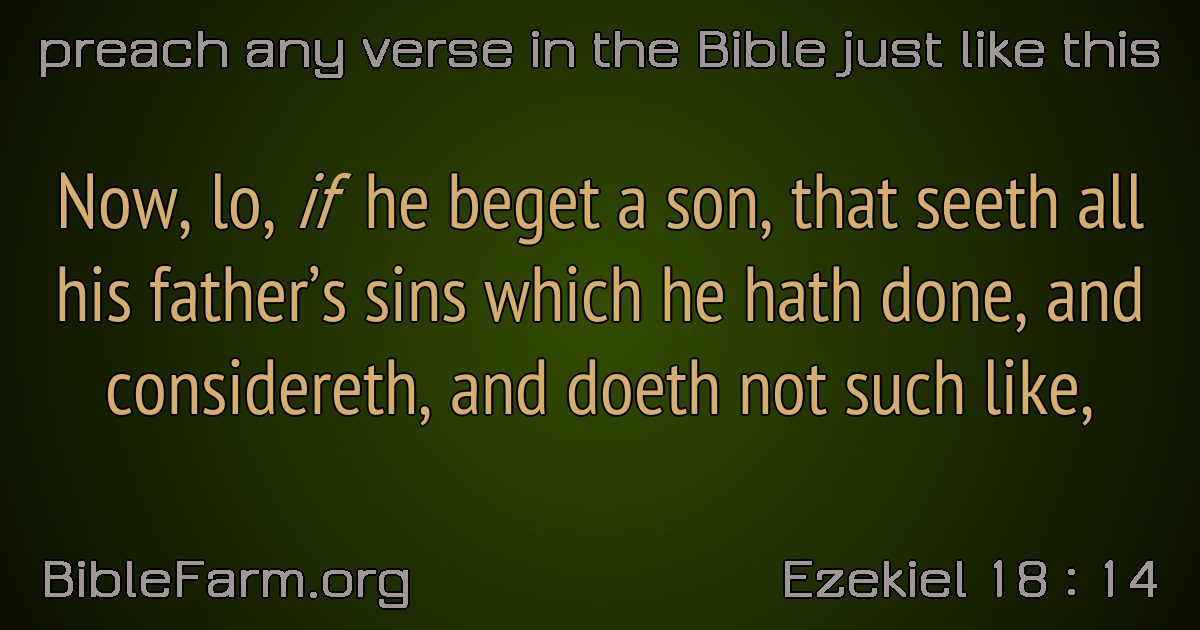 preach any verse in the Bible just like this
Now, lo, if he beget a son, that seeth all
his father’s sins which he hath done, and
considereth, and doeth not such like,
BibleFarm.org
Ezekiel 18 : 14